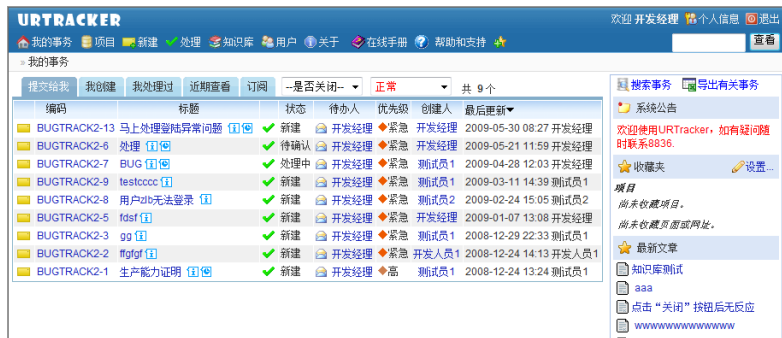 URTRACKER
欢迎 开发经理 个人信息 退出
我的事务 项目 新建 处理 知识库 用户 关于 在线手册 帮助和支持 查看
» 我的事务
提交给我 我创建 我处理过 近期查看 订阅 --是否关闭-- 正常 共 9个
编码 标题 状态 待办人 优先级 创建人 最后更新▼
BUGTRACK2-13 马上处理登陆异常问题 新建 开发经理 紧急 开发经理 2009-05-30 08:27 开发经理
BUGTRACK2-6 处理 待确认 开发经理 紧急 开发经理 2009-05-21 11:59 开发经理
BUGTRACK2-7 BUG 处理中 开发经理 紧急 测试员1 2009-04-28 12:03 开发经理
BUGTRACK2-9 testcccc 新建 开发经理 紧急 测试员1 2009-03-11 14:39 测试员1
BUGTRACK2-8 用户zlb无法登录 新建 开发经理 紧急 测试员2 2009-02-24 15:05 测试员2
BUGTRACK2-5 fdsf 新建 开发经理 紧急 开发经理 2009-01-07 13:08 开发经理
BUGTRACK2-3 gg 新建 开发经理 紧急 测试员1 2008-12-29 22:33 测试员1
BUGTRACK2-2 ffgfgf 新建 开发经理 紧急 开发人员1 2008-12-24 14:13 开发人员1
BUGTRACK2-1 生产能力证明 新建 开发经理 高 测试员1 2008-12-24 13:24 测试员1
搜索事务 导出有关事务
系统公告
欢迎使用URTracker，如有疑问随
时联系8836.
收藏夹 设置...
项目
尚未收藏项目。
尚未收藏页面或网址。
最新文章
知识库测试
aaa
点击“关闭”按钮后无反应
wwwwwwwwwwwww